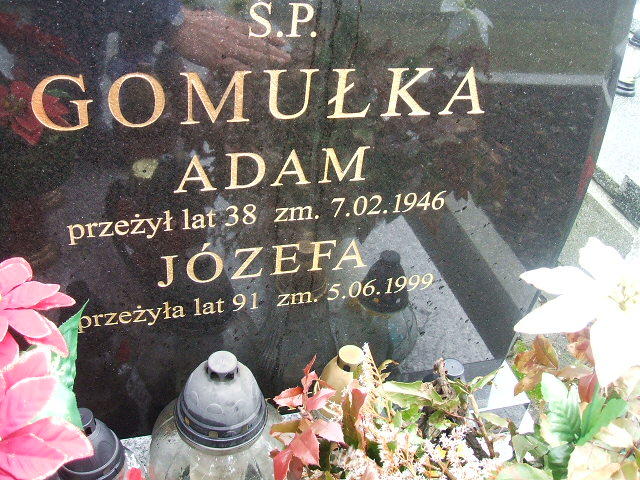 Ś.P.
GOMUŁKA
ADAM
przeżył lat 38 zm. 7.02.1946
JÓZEFA
przeżyła lat 91 zm. 5.06.1999